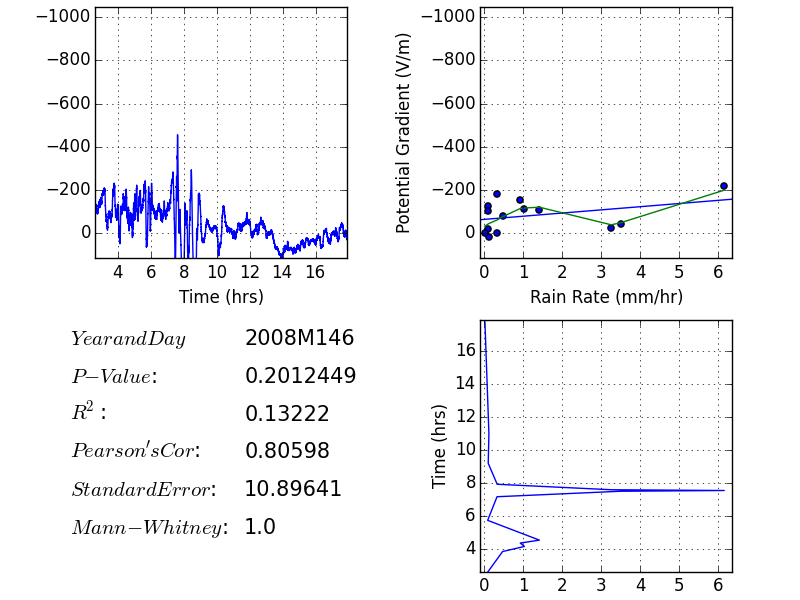 −1000
−800
−600
−400
−200
0
4 6 8 10 12 14 16
Time (hrs)
Potential Gradient (V/m)
−1000
−800
−600
−400
−200
0
0 1 2 3 4 5 6
Rain Rate (mm/hr)
YearandDay 2008M146
P−Value: 0.2012449
R²: 0.13222
Pearson'sCor: 0.80598
StandardError: 10.89641
Mann−Whitney: 1.0
Time (hrs)
16
14
12
10
8
6
4
0 1 2 3 4 5 6